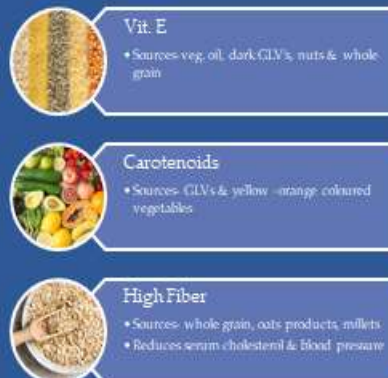 Vit. E
• Sources-veg. oil, dark GLV's, nuts & whole
grain
Carotenoids
• Sources- GLVs & yellow -orange coloured
vegetables
High Fiber
• Sources- whole grain, oats products, millets
• Reduces serum cholesterol & blood pressure